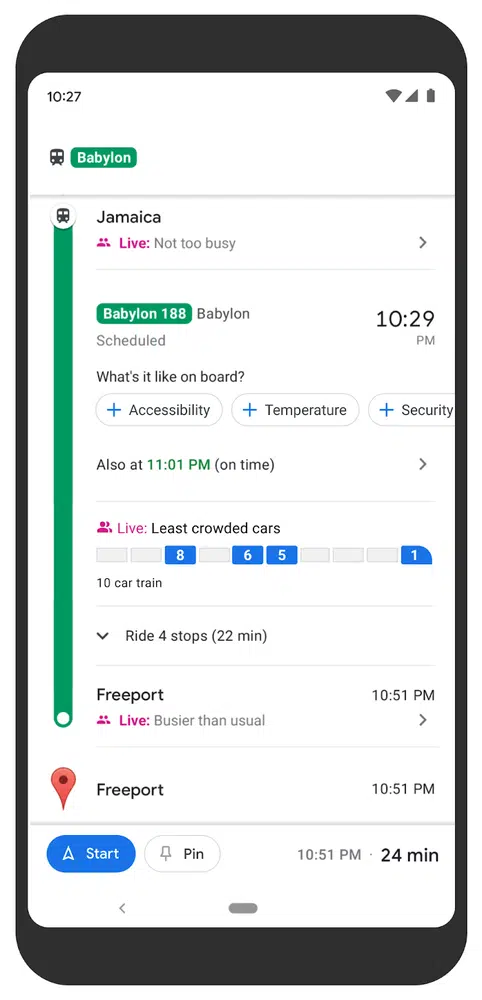 10:27
Babylon
Jamaica
Live: Not too busy
Babylon 188 Babylon
10:29
Scheduled
PM
What's it like on board?
Accessibility
Temperature
Security
Also at 11:01 PM (on time)
Live: Least crowded cars
8 6 5 1
10 car train
Ride 4 stops (22 min)
Freeport 10:51 PM
Live: Busier than usual
Freeport 10:51 PM
Start Pin 10:51 PM · 24 min